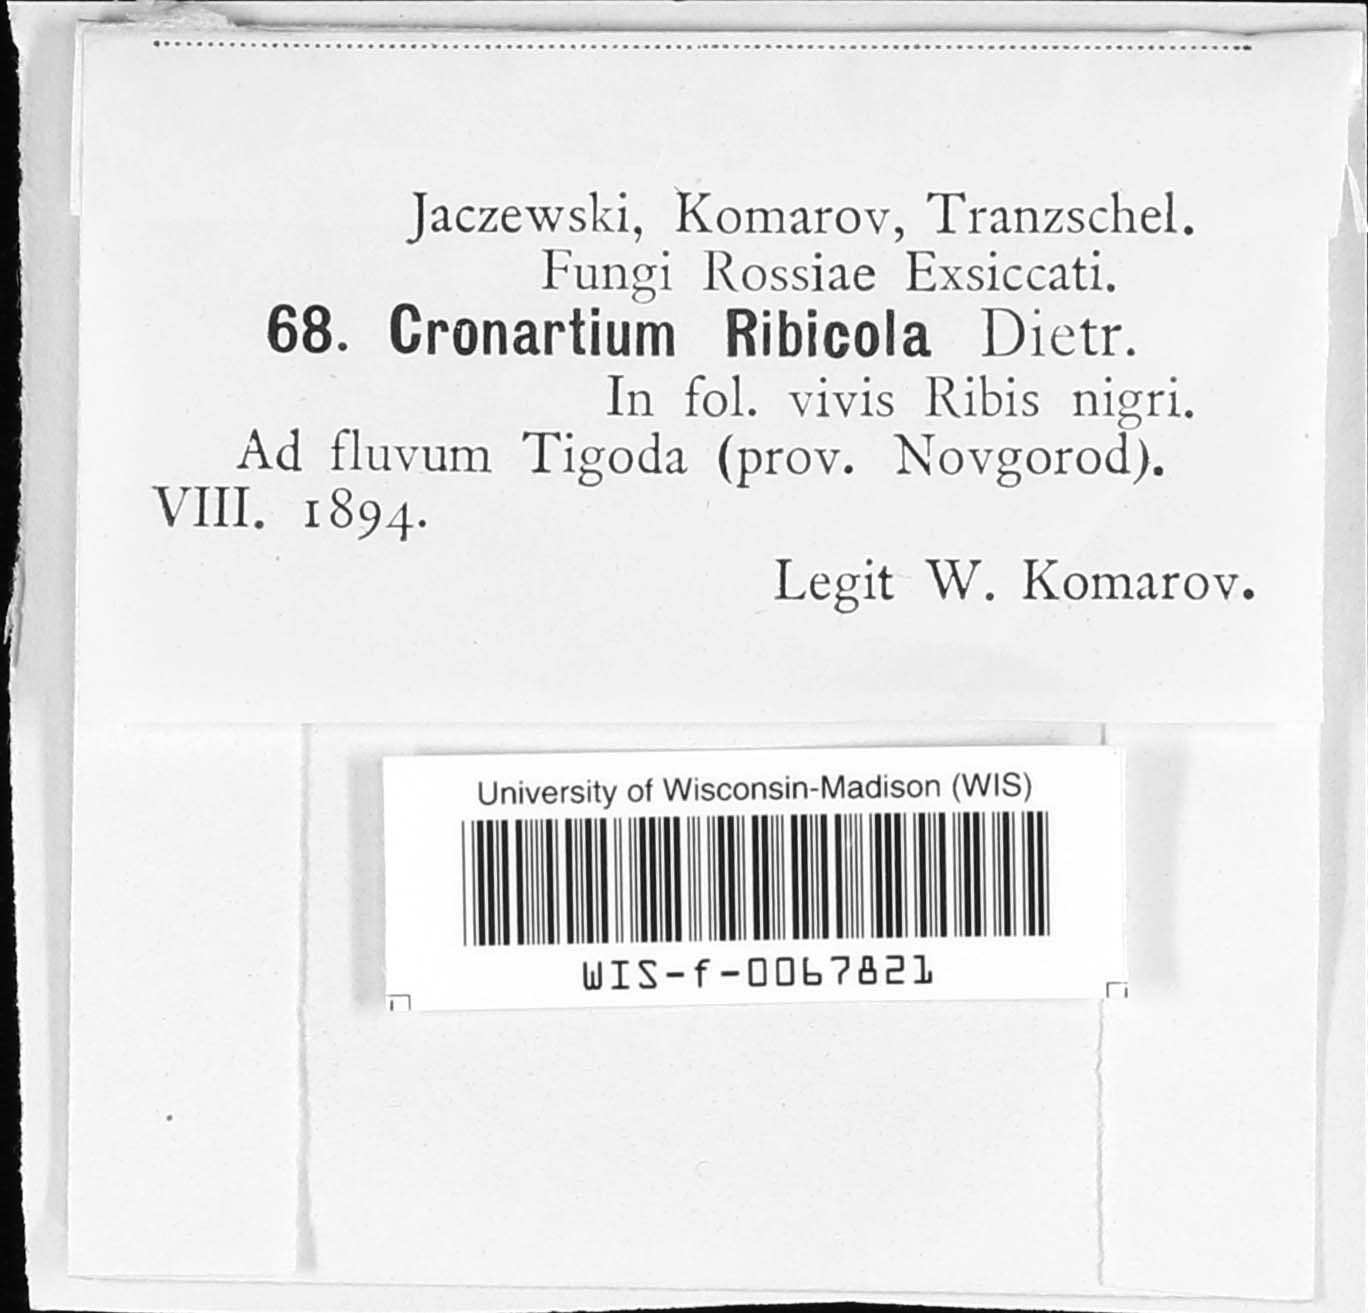 Jaczewski, Komarov, Tranzschel.
Fungi Rossiae Exsiccati.
68. Cronartium Ribicola Dietr.
In fol. vivis Ribis nigri.
Ad fluvum Tigoda (prov. Novgorod).
VIII. 1894.
Legit W. Komarov.
University of Wisconsin-Madison (WIS)
WIS-f-0067821